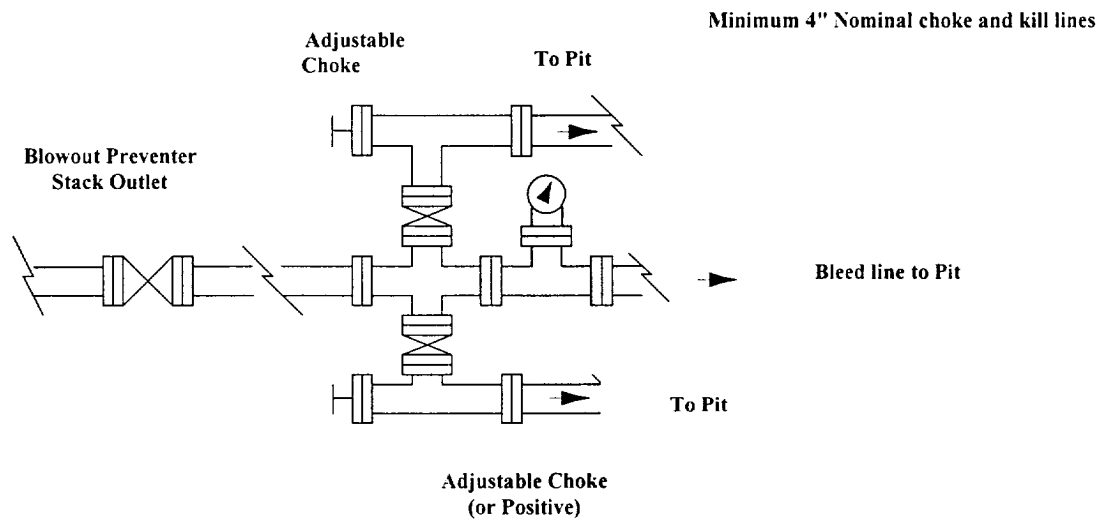 Minimum 4" Nominal choke and kill lines
Adjustable
Choke
To Pit
Blowout Preventer
Stack Outlet
Bleed line to Pit
To Pit
Adjustable Choke
(or Positive)